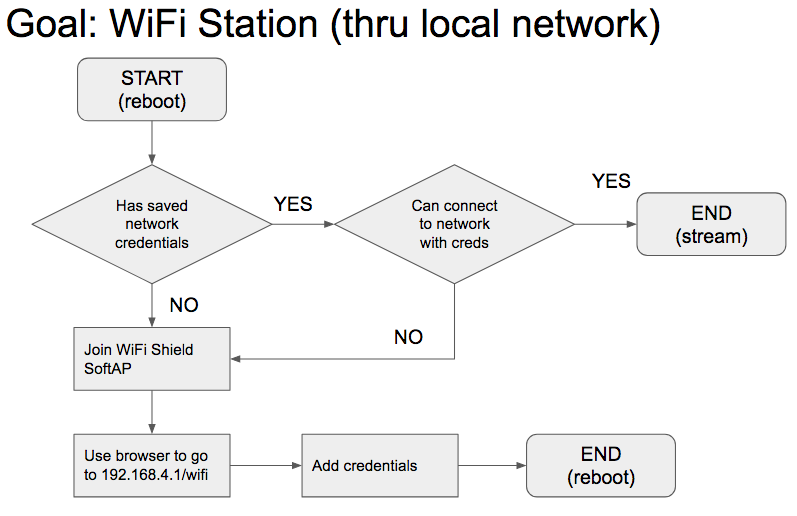 Goal: WiFi Station (thru local network)
START
(reboot)
Has saved
network
credentials
YES
Can connect
to network
with creds
YES
END
(stream)
NO
NO
Join WiFi Shield
SoftAP
Use browser to go
to 192.168.4.1/wifi
Add credentials
END
(reboot)